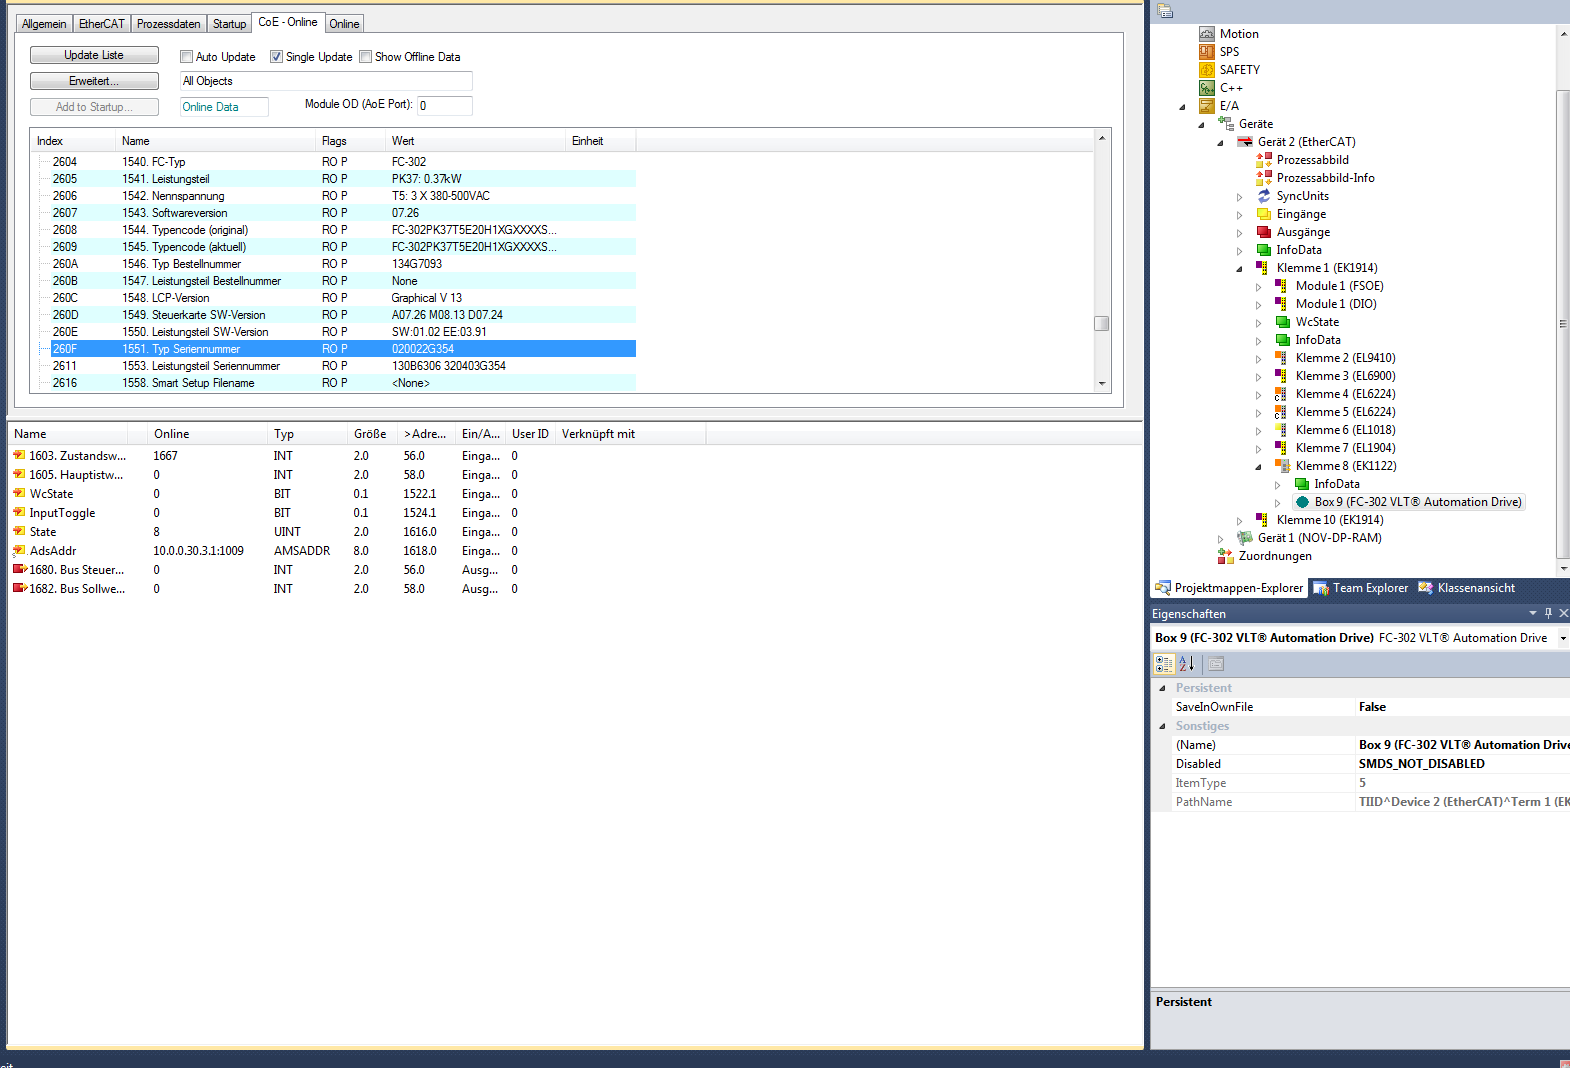 Allgemein EtherCAT Prozessdaten Startup CoE - Online Online
Update Liste Auto Update Single Update Show Offline Data
Erweitert... All Objects
Add to Startup... Online Data Module OD (AoE Port): 0
Index Name Flags Wert Einheit
2604 1540. FC-Typ RO P FC-302
2605 1541. Leistungsteil RO P PK37: 0.37kW
2606 1542. Nennspannung RO P T5: 3 X 380-500VAC
2607 1543. Softwareversion RO P 07.26
2608 1544. Typencode (original) RO P FC-302PK37T5E20H1XGXXXXS...
2609 1545. Typencode (aktuell) RO P FC-302PK37T5E20H1XGXXXXS...
260A 1546. Typ Bestellnummer RO P 134G7093
260B 1547. Leistungsteil Bestellnummer RO P None
260C 1548. LCP-Version RO P Graphical V 13
260D 1549. Steuerkarte SW-Version RO P A07.26 M08.13 D07.24
260E 1550. Leistungsteil SW-Version RO P SW:01.02 EE:03.91
260F 1551. Typ Seriennummer RO P 020022G354
2611 1553. Leistungsteil Seriennummer RO P 130B6306 320403G354
2616 1558. Smart Setup Filename RO P <None>
Name Online Typ Größe >Adre... Ein/A... User ID Verknüpft mit
1603. Zustandsw... 1667 INT 2.0 56.0 Einga... 0
1605. Hauptistw... 0 INT 2.0 58.0 Einga... 0
WcState 0 BIT 0.1 1522.1 Einga... 0
InputToggle 0 BIT 0.1 1524.1 Einga... 0
State 8 UINT 2.0 1616.0 Einga... 0
AdsAddr 10.0.0.30.3.1:1009 AMSADDR 8.0 1618.0 Einga... 0
1680. Bus Steuer... 0 INT 2.0 56.0 Ausg... 0
1682. Bus Sollwe... 0 INT 2.0 58.0 Ausg... 0
Motion
SPS
SAFETY
C++
E/A
Geräte
Gerät 2 (EtherCAT)
Prozessabbild
Prozessabbild-Info
SyncUnits
Eingänge
Ausgänge
InfoData
Klemme 1 (EK1914)
Module 1 (FSOE)
Module 1 (DIO)
WcState
InfoData
Klemme 2 (EL9410)
Klemme 3 (EL6900)
Klemme 4 (EL6224)
Klemme 5 (EL6224)
Klemme 6 (EL1018)
Klemme 7 (EL1904)
Klemme 8 (EK1122)
InfoData
Box 9 (FC-302 VLT® Automation Drive)
Klemme 10 (EK1914)
Gerät 1 (NOV-DP-RAM)
Zuordnungen
Projektmappen-Explorer Team Explorer Klassenansicht
Eigenschaften
Box 9 (FC-302 VLT® Automation Drive) FC-302 VLT® Automation Drive
Persistent
SaveInOwnFile False
Sonstiges
(Name) Box 9 (FC-302 VLT® Automation Drive
Disabled SMDS_NOT_DISABLED
ItemType 5
PathName TIID^Device 2 (EtherCAT)^Term 1 (EK
Persistent